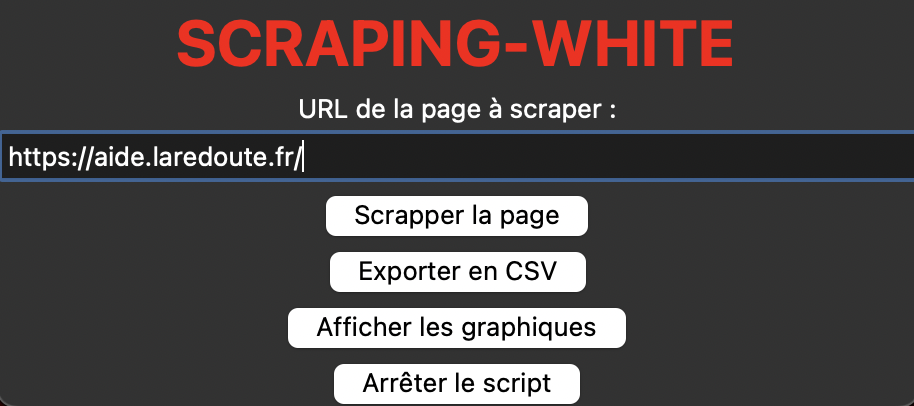 SCRAPING-WHITE
URL de la page à scraper :
https://aide.laredoute.fr/
Scrapper la page
Exporter en CSV
Afficher les graphiques
Arrêter le script